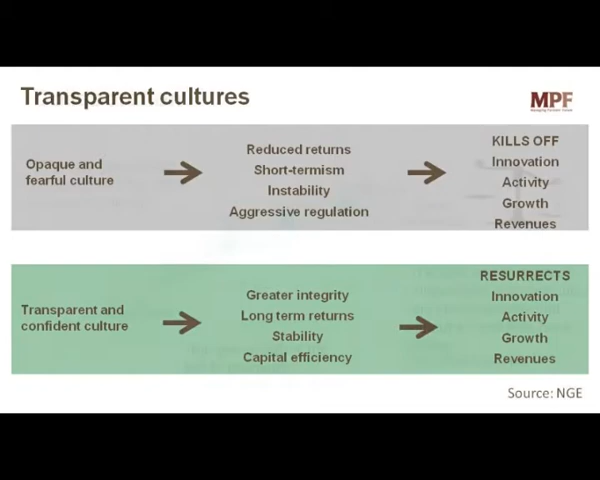 Transparent cultures
MPF
Opaque and
fearful culture
Reduced returns
Short-termism
Instability
Aggressive regulation
KILLS OFF
Innovation
Activity
Growth
Revenues
Transparent and
confident culture
Greater integrity
Long term returns
Stability
Capital efficiency
RESURRECTS
Innovation
Activity
Growth
Revenues
Source: NGE